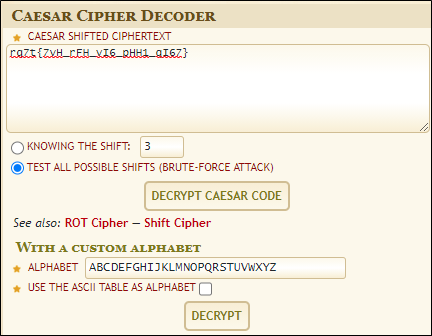 Caesar Cipher Decoder
CAESAR SHIFTED CIPHERTEXT
rq7t{7vH_rFH_vI6_pHH1_qI67}
KNOWING THE SHIFT: 3
TEST ALL POSSIBLE SHIFTS (BRUTE-FORCE ATTACK)
DECRYPT CAESAR CODE
See also: ROT Cipher — Shift Cipher
With a custom alphabet
ALPHABET ABCDEFGHIJKLMNOPQRSTUVWXYZ
USE THE ASCII TABLE AS ALPHABET
DECRYPT